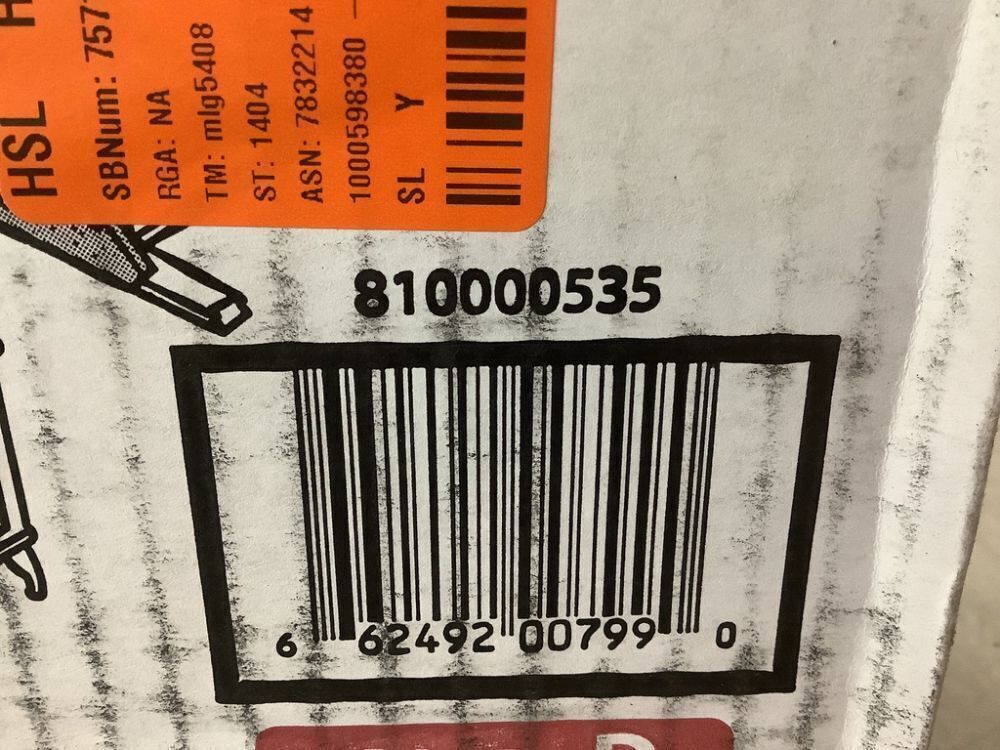 HSL H
SBNum: 757
RGA: NA
TM: mlg5408
ST: 1404
ASN: 7832214
1000598380
SL Y
810000535
6 62492 00799 0